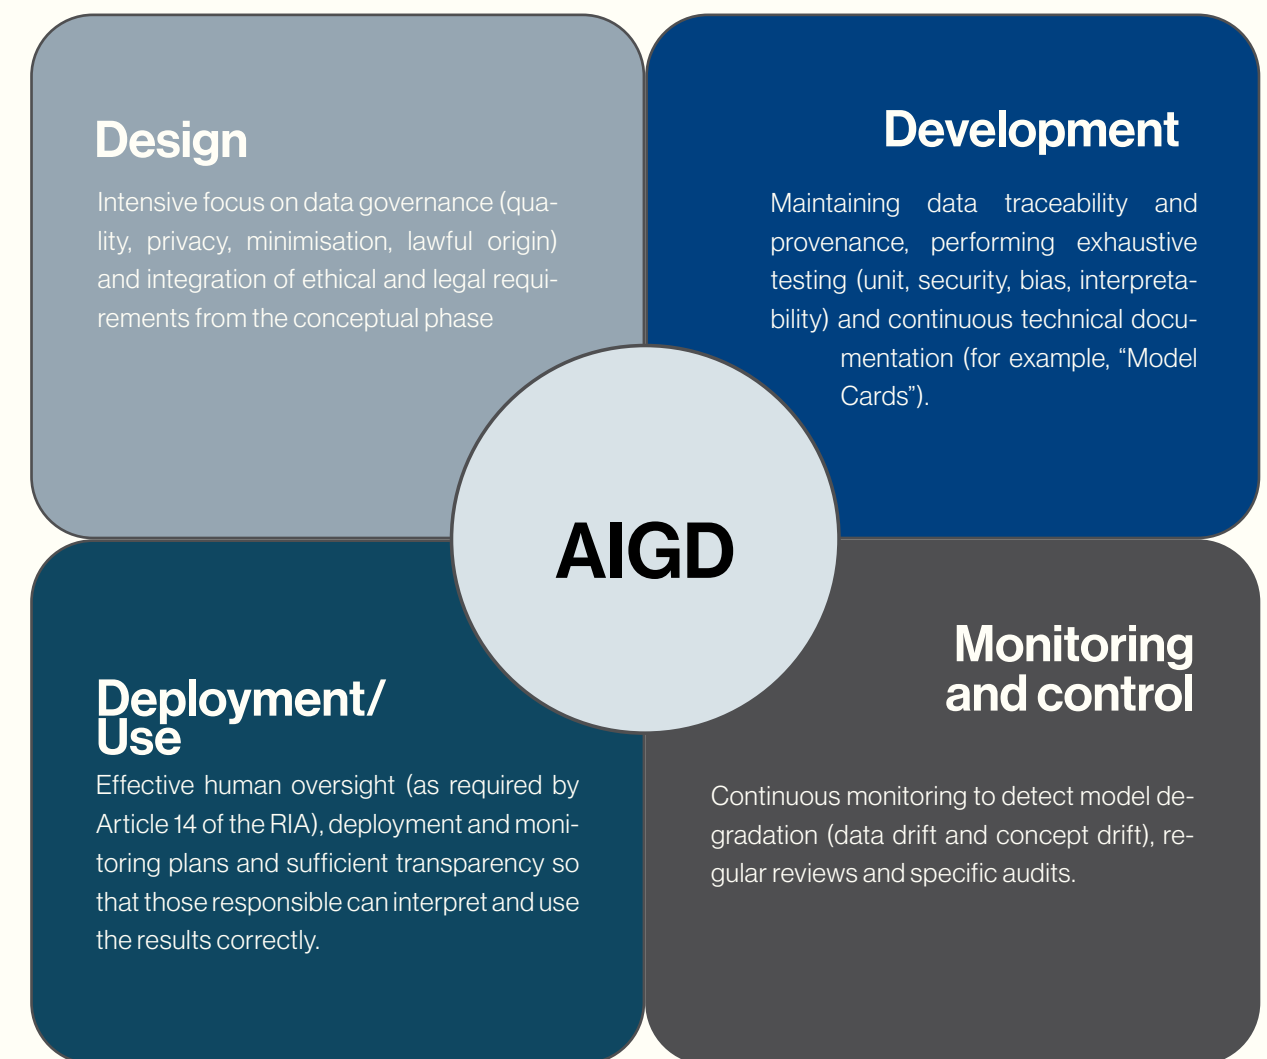 Design
Intensive focus on data governance (qua-
lity, privacy, minimisation, lawful origin)
and integration of ethical and legal requi-
rements from the conceptual phase
Development
Maintaining data traceability and
provenance, performing exhaustive
testing (unit, security, bias, interpreta-
bility) and continuous technical docu-
mentation (for example, “Model
Cards”).
AIGD
Deployment/
Use
Effective human oversight (as required by
Article 14 of the RIA), deployment and moni-
toring plans and sufficient transparency so
that those responsible can interpret and use
the results correctly.
Monitoring
and control
Continuous monitoring to detect model de-
gradation (data drift and concept drift), re-
gular reviews and specific audits.